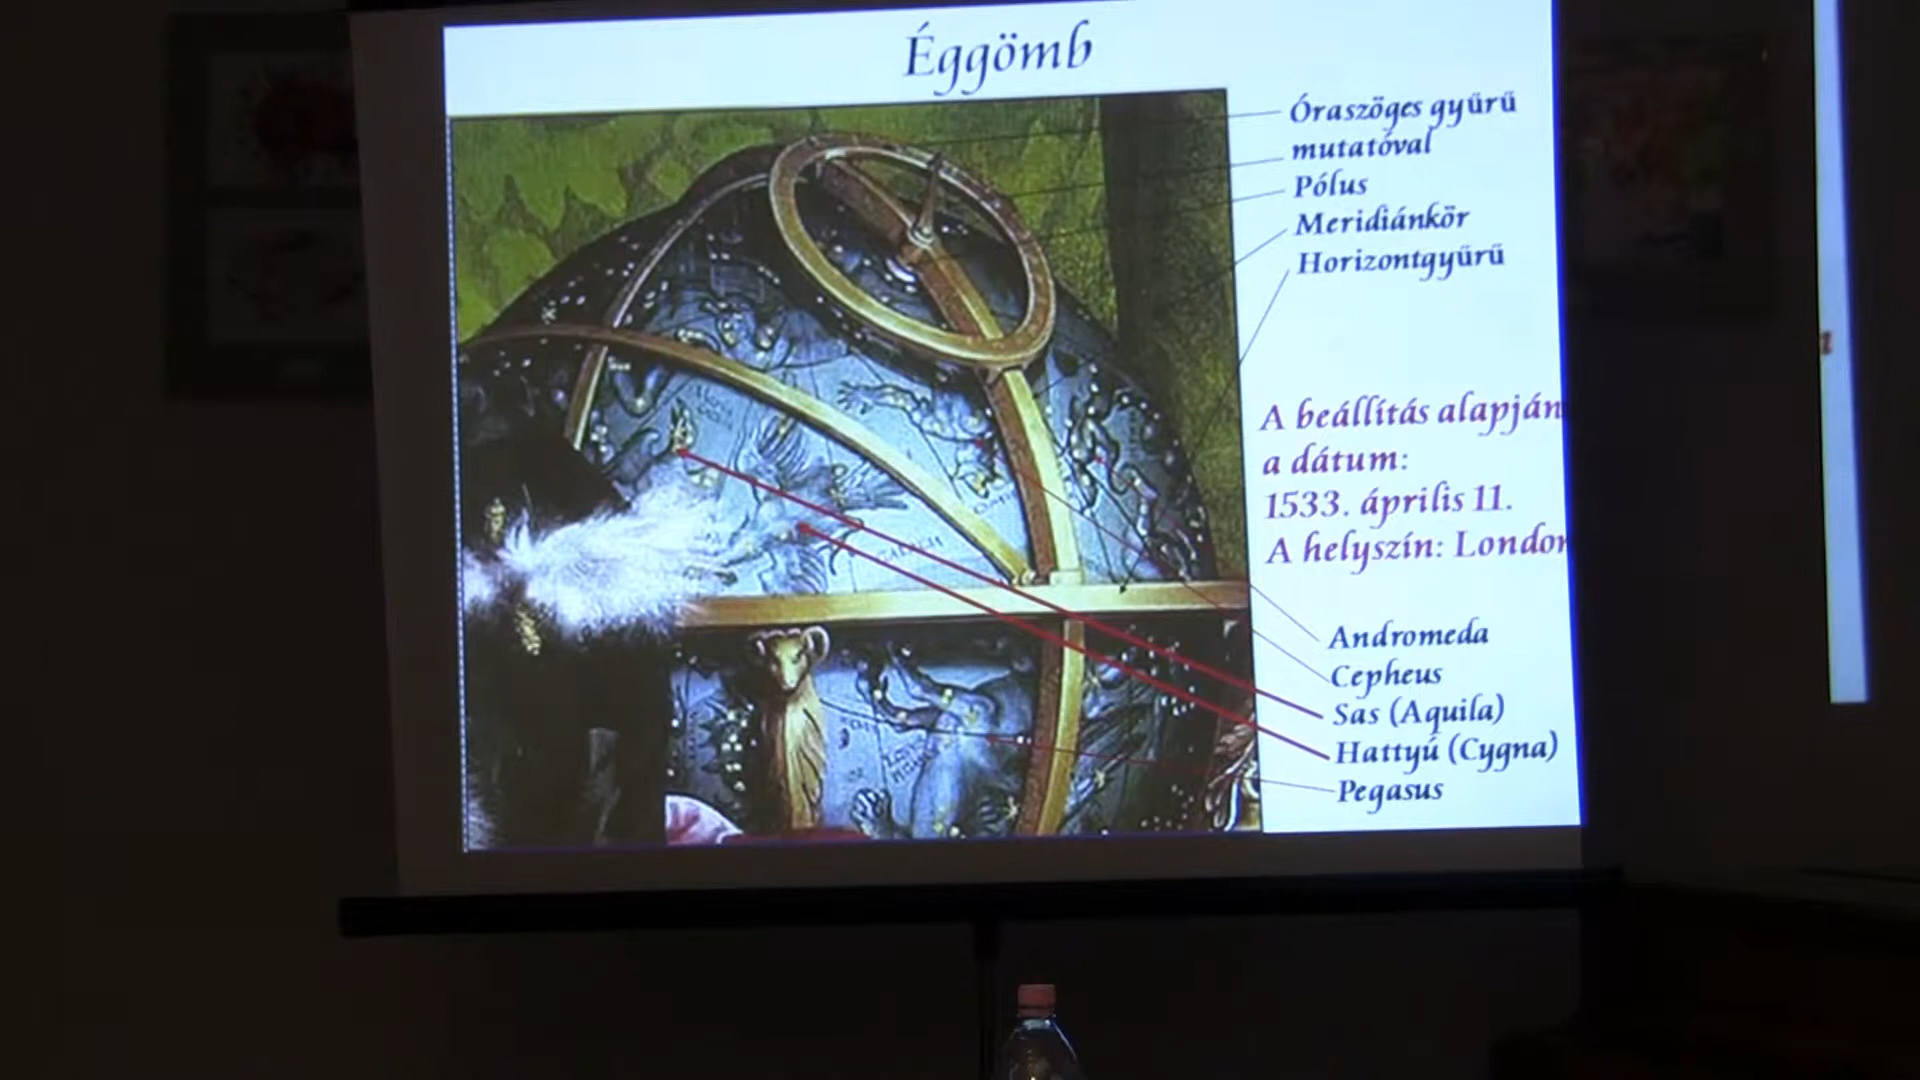 Éggömb
Óraszöges gyűrű
mutatóval
Pólus
Meridiánkör
Horizontgyűrű
A beállítás alapján
a dátum:
1533. április 11.
A helyszín: London
Andromeda
Cepheus
Sas (Aquila)
Hattyú (Cygna)
Pegasus